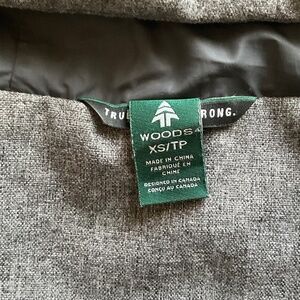 TRU RONG.
WOODS
XS/TP
MADE IN CHINA
FABRIQUÉ EN
CHINE
DESIGNED IN CANADA
CONÇU AU CANADA